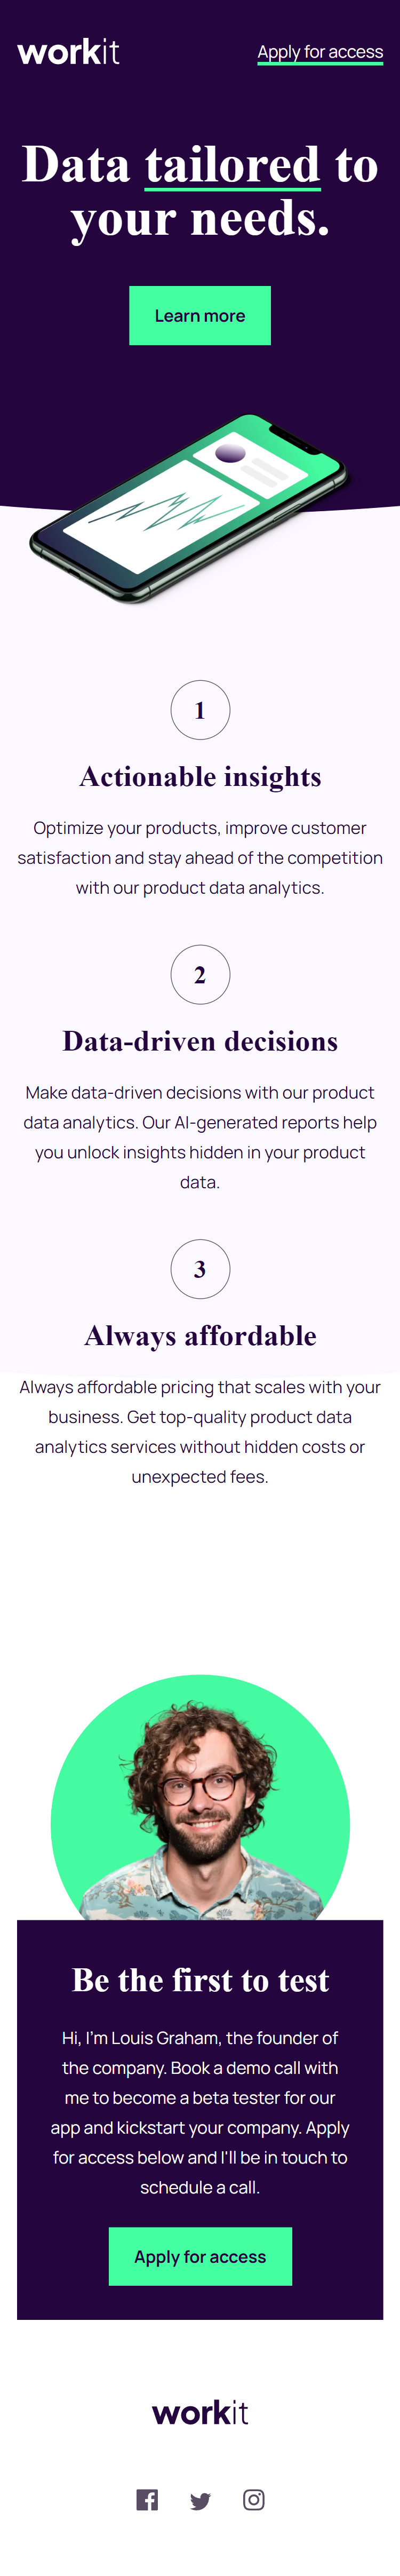 workit
Apply for access
Data tailored to
your needs.
Learn more
1
Actionable insights
Optimize your products, improve customer
satisfaction and stay ahead of the competition
with our product data analytics.
2
Data-driven decisions
Make data-driven decisions with our product
data analytics. Our AI-generated reports help
you unlock insights hidden in your product
data.
3
Always affordable
Always affordable pricing that scales with your
business. Get top-quality product data
analytics services without hidden costs or
unexpected fees.
Be the first to test
Hi, I'm Louis Graham, the founder of
the company. Book a demo call with
me to become a beta tester for our
app and kickstart your company. Apply
for access below and I'll be in touch to
schedule a call.
Apply for access
workit